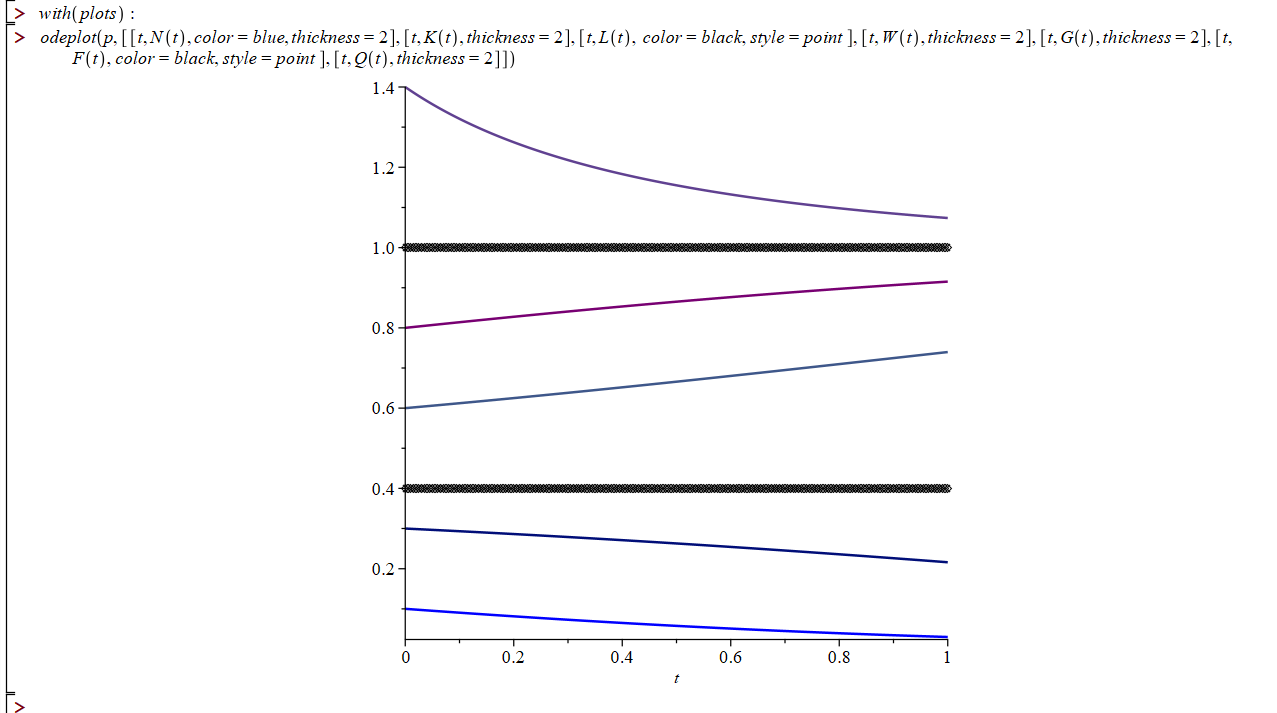 > with(plots) :
> odeplot(p, [[t, N(t), color = blue, thickness = 2], [t, K(t), thickness = 2], [t, L(t), color = black, style = point ], [t, W(t), thickness = 2], [t, G(t), thickness = 2], [t,
F(t), color = black, style = point ], [t, Q(t), thickness = 2]])
1.4
1.2
1.0
0.8
0.6
0.4
0.2
0 0.2 0.4 0.6 0.8 1
t
>